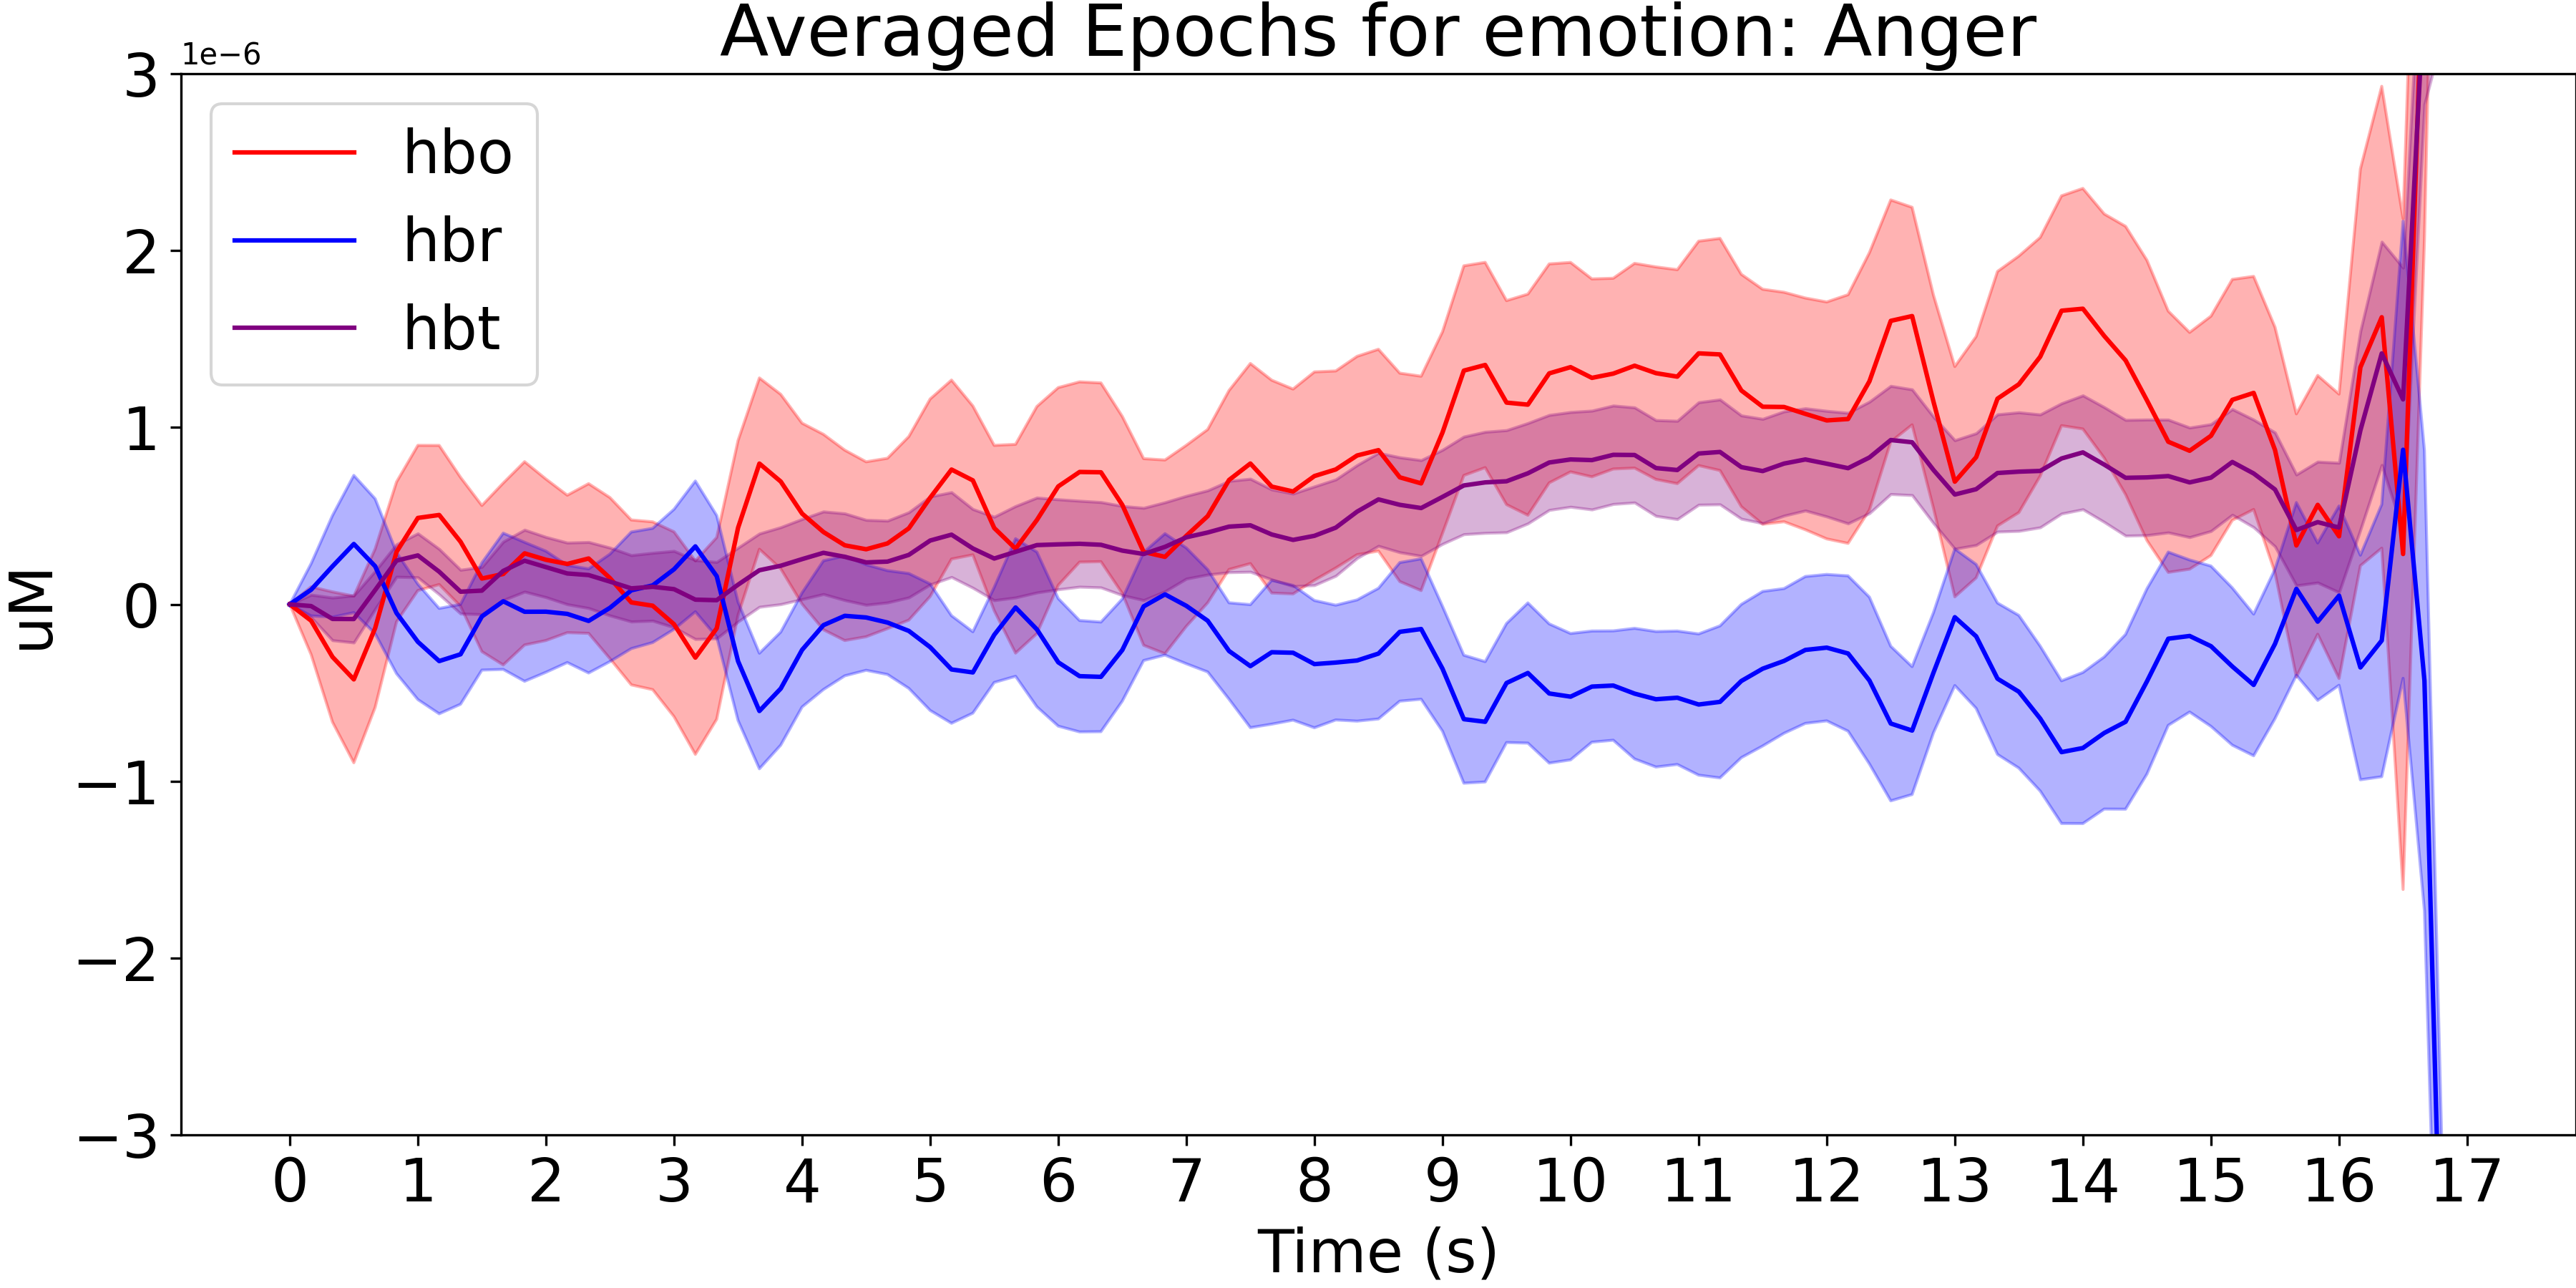 Averaged Epochs for emotion: Anger
1e−6
3
2
1
0
−1
−2
−3
uM
hbo
hbr
hbt
0 1 2 3 4 5 6 7 8 9 10 11 12 13 14 15 16 17
Time (s)